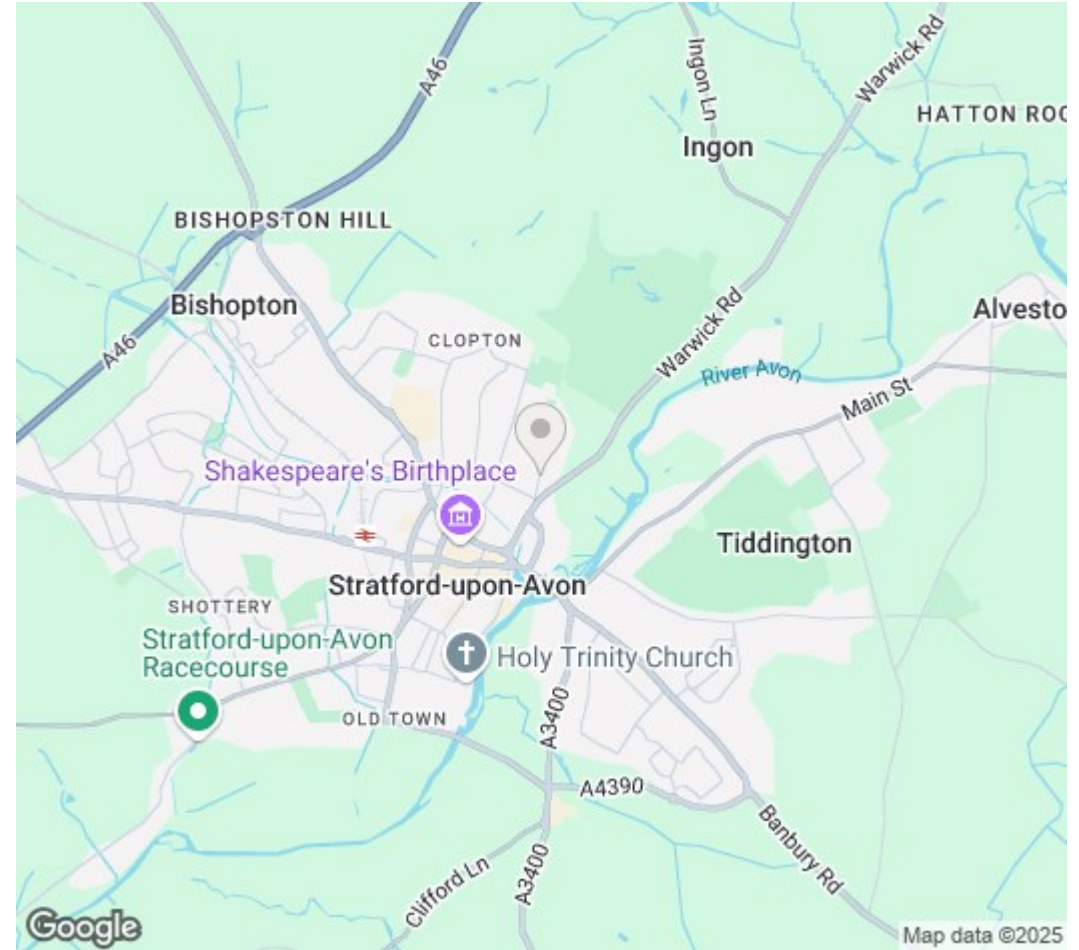 A46
Ingon Ln
Warwick Rd
HATTON ROC
Ingon
BISHOPSTON HILL
Bishopton
Alvesto
A46
CLOPTON
Warwick Rd
River Avon
Main St
Shakespeare's Birthplace
Tiddington
Stratford-upon-Avon
SHOTTERY
Stratford-upon-Avon
Racecourse
Holy Trinity Church
OLD TOWN
A3400
A4390
Banbury Rd
Clifford Ln
A3400
Google
Map data ©2025